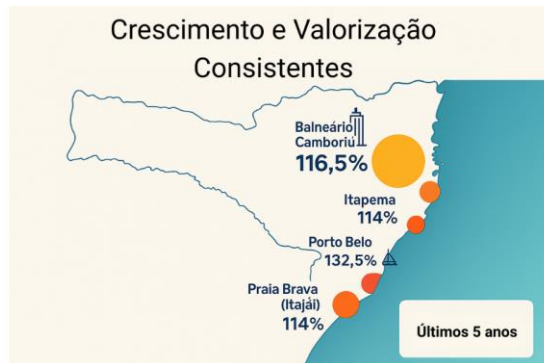 Crescimento e Valorização
Consistentes
Balneário
Camboriú
116,5%
Itapema
114%
Porto Belo
132,5%
Praia Brava
(Itajái)
114%
Últimos 5 anos